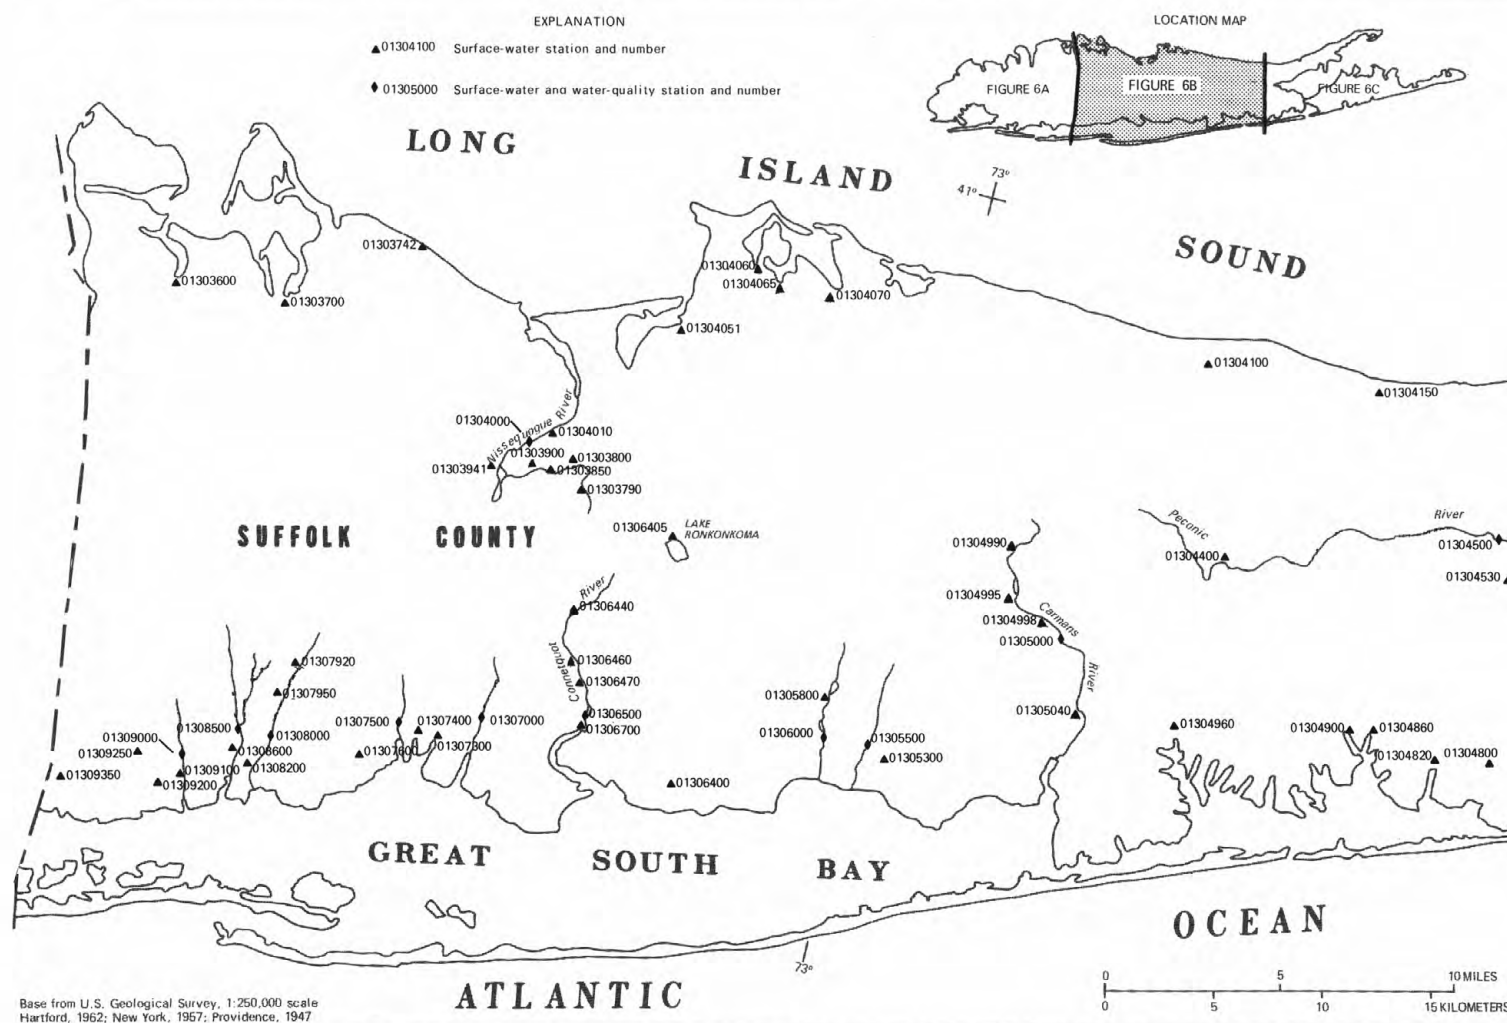 EXPLANATION
01304100 Surface-water station and number
01305000 Surface-water and water-quality station and number
LOCATION MAP
FIGURE 6A
FIGURE 6B
FIGURE 6C
LONG
ISLAND
SOUND
73°
41°
01303742
01303600
01303700
01304060
01304065
01304070
01304051
01304100
01304150
Nissequogue River
01304000
01304010
01303900
01303800
01303941
01303850
01303790
SUFFOLK COUNTY
01306405
LAKE
RONKONKOMA
Peconic
River
01304400
01304500
01304530
01304990
01304995
01304998
01305000
Carmans
River
01305040
River
01306440
Connetquot
01306460
01306470
01306500
01306700
01307920
01307950
01308500
01308000
01309000
01309250
01308600
01308200
01309100
01309200
01309350
01307500
01307400
01307000
01307600
01307300
01306400
01305800
01306000
01305500
01305300
01304960
01304900
01304860
01304820
01304800
GREAT SOUTH BAY
ATLANTIC
OCEAN
73°
0 5 10 MILES
0 5 10 15 KILOMETERS
Base from U.S. Geological Survey, 1:250,000 scale
Hartford, 1962; New York, 1957; Providence, 1947